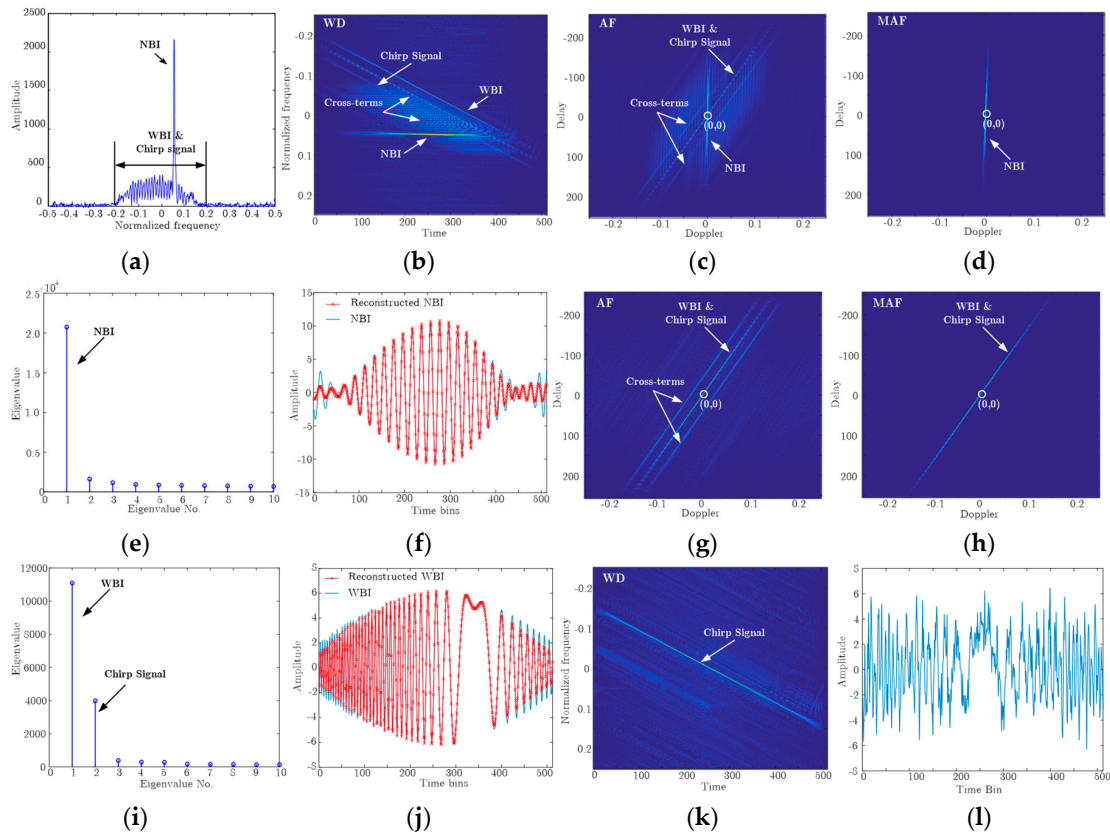 2500
2000
1500
1000
500
0
Amplitude
NBI
WBI &
Chirp signal
-0.5 -0.4 -0.3 -0.2 -0.1 0 0.1 0.2 0.3 0.4 0.5
Normalized frequency
(a)
WD
-0.2
-0.1
0
0.1
0.2
Normalized frequency
Chirp Signal
Cross-terms
WBI
NBI
0 100 200 300 400 500
Time
(b)
AF
-200
-100
0
100
200
Delay
WBI &
Chirp Signal
Cross-terms
(0,0)
NBI
-0.1 0 0.1 0.2
Doppler
(c)
MAF
-200
-100
0
100
200
Delay
(0,0)
NBI
-0.1 0 0.1 0.2
Doppler
(d)
×10^4
2.5
2.0
1.5
1.0
0.5
0
Eigenvalue
NBI
1 2 3 4 5 6 7 8 9 10
Eigenvalue No.
(e)
15
10
5
0
-5
-10
-15
Amplitude
Reconstructed NBI
NBI
0 100 200 300 400 500
Time bins
(f)
AF
-200
-100
0
100
200
Delay
WBI &
Chirp Signal
Cross-terms
(0,0)
-0.1 0 0.1 0.2
Doppler
(g)
MAF
-200
-100
0
100
200
Delay
WBI &
Chirp Signal
(0,0)
-0.1 0 0.1 0.2
Doppler
(h)
12000
10000
8000
6000
4000
2000
0
Eigenvalue
WBI
Chirp Signal
1 2 3 4 5 6 7 S 9 10
Eigenvalue No.
(i)
S
6
4
2
0
-2
-4
-6
-S
Amplitude
Reconstructed WBI
WBI
0 100 200 300 400 500
Time bins
(j)
WD
-0.2
-0.1
0
0.1
0.2
Normalized frequency
Chirp Signal
0 100 200 300 400 500
Time
(k)
S
6
4
2
0
-2
-4
-6
-S
Amplitude
0 100 200 300 400 500
Time Bin
(l)